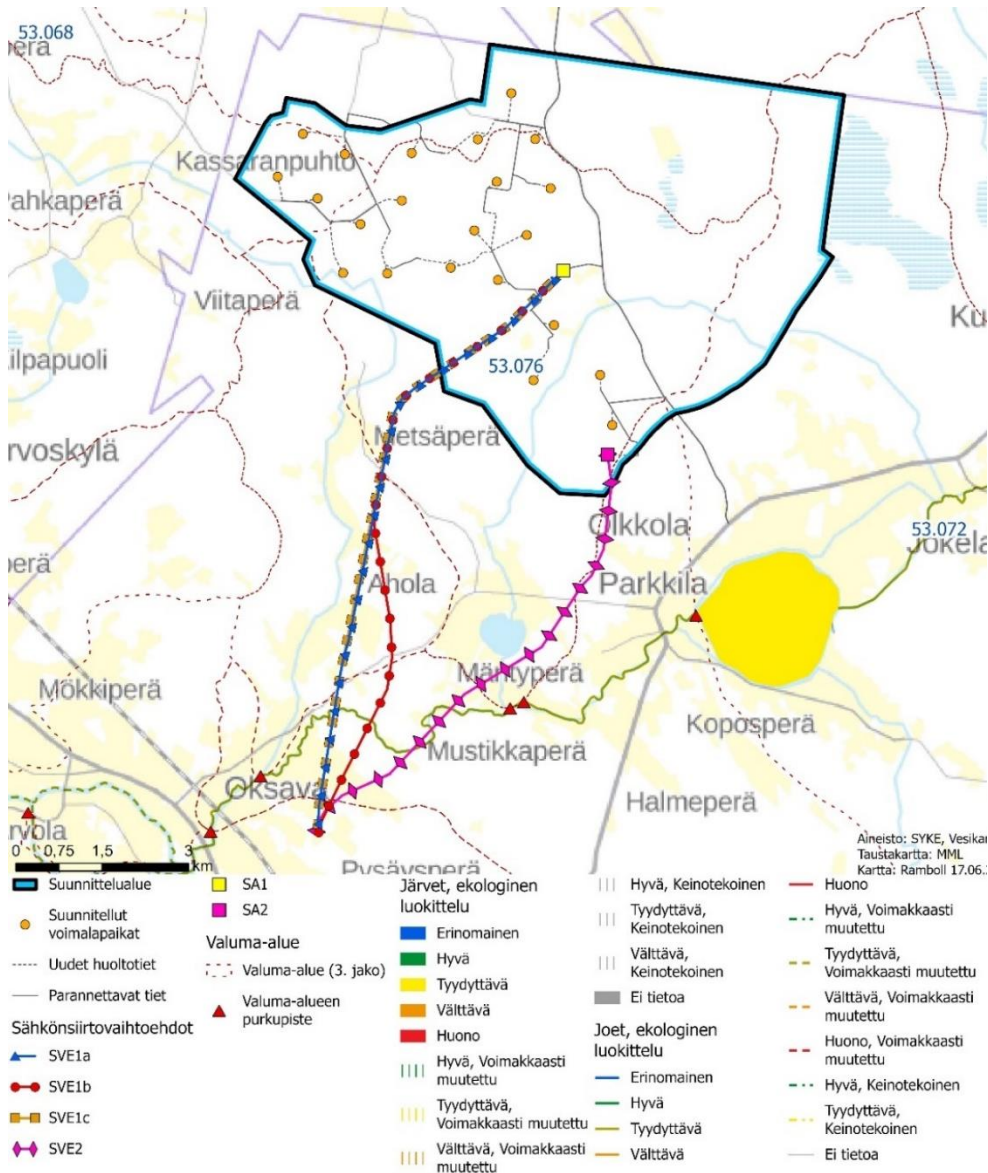 53.068
perä
Kassaranpuhto
Pahkaperä
Viitaperä
Ku
ilpapuoli
53.076
rvoskylä
Metsäperä
Olkkola
53.072
Jokela
perä
Ahola
Parkkila
Mäntyperä
Mökkiperä
Koposperä
Mustikkaperä
Oksava
Halmeperä
arvola
Pysäysperä
0 0,75 1,5 3
km
Aineisto: SYKE, Vesikar
Taustakartta: MML
Kartta: Ramboll 17.06.2
Suunnittelualue
Suunnitellut
voimalapaikat
Uudet huoltotiet
Parannettavat tiet
Sähkönsiirtovaihtoehdot
SVE1a
SVE1b
SVE1c
SVE2
SA1
SA2
Valuma-alue
Valuma-alue (3. jako)
Valuma-alueen
purkupiste
Järvet, ekologinen
luokittelu
Erinomainen
Hyvä
Tyydyttävä
Välttävä
Huono
Hyvä, Voimakkaasti
muutettu
Tyydyttävä,
Voimakkaasti muutettu
Välttävä, Voimakkaasti
muutettu
Hyvä, Keinotekoinen
Tyydyttävä,
Keinotekoinen
Välttävä,
Keinotekoinen
Ei tietoa
Joet, ekologinen
luokittelu
Erinomainen
Hyvä
Tyydyttävä
Välttävä
Huono
Hyvä, Voimakkaasti
muutettu
Tyydyttävä,
Voimakkaasti muutettu
Välttävä, Voimakkaasti
muutettu
Huono, Voimakkaasti
muutettu
Hyvä, Keinotekoinen
Tyydyttävä,
Keinotekoinen
Ei tietoa